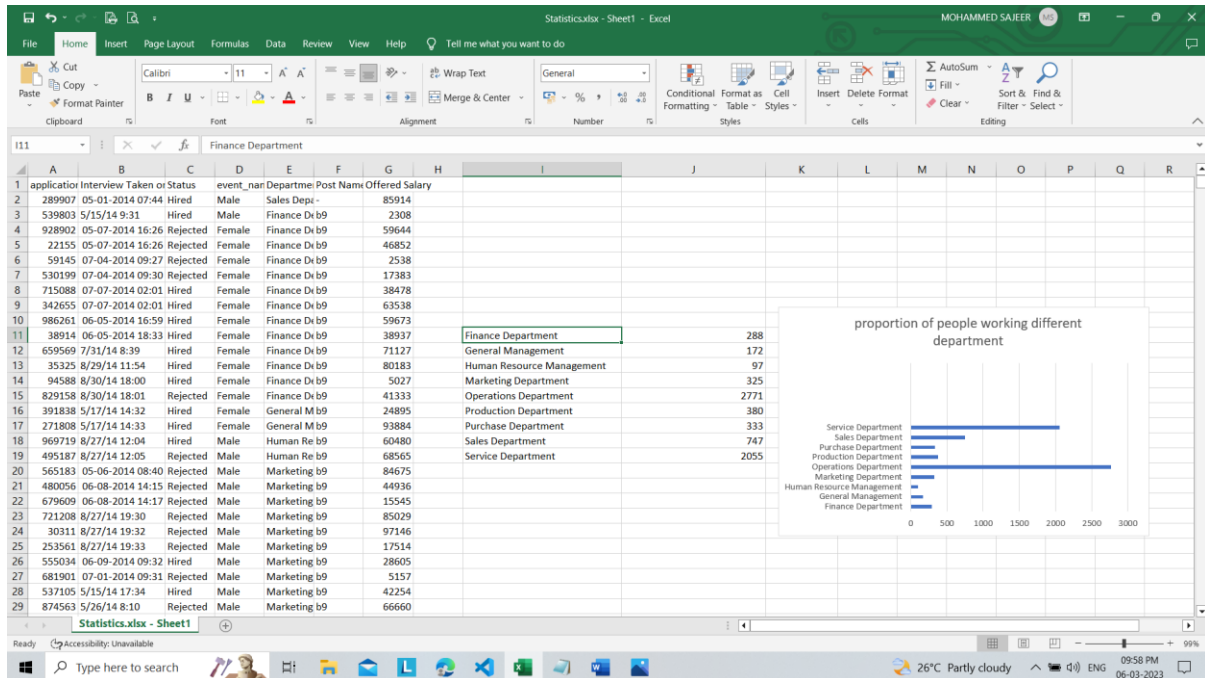 Statistics.xlsx - Sheet1 - Excel
MOHAMMED SAJEER MS
File Home Insert Page Layout Formulas Data Review View Help Tell me what you want to do
Paste Cut Copy Format Painter Clipboard
Calibri 11 A A B I U A Font
Wrap Text Merge & Center Alignment
General % , Number
Conditional Formatting Format as Table Cell Styles Styles
Insert Delete Format Cells
AutoSum Fill Clear Sort & Filter Find & Select Editing
I11 fx Finance Department
A B C D E F G H I J K L M N O P Q R
1 application Interview Taken or Status event_nan Departme Post Name Offered Salary
2 289907 05-01-2014 07:44 Hired Male Sales Depa - 85914
3 539803 5/15/14 9:31 Hired Male Finance De b9 2308
4 928902 05-07-2014 16:26 Rejected Female Finance De b9 59644
5 22155 05-07-2014 16:26 Rejected Female Finance De b9 46852
6 59145 07-04-2014 09:27 Rejected Female Finance De b9 2538
7 530199 07-04-2014 09:30 Rejected Female Finance De b9 17383
8 715088 07-07-2014 02:01 Hired Female Finance De b9 38478
9 342655 07-07-2014 02:01 Hired Female Finance De b9 63538
10 986261 06-05-2014 16:59 Hired Female Finance De b9 59673
11 38914 06-05-2014 18:33 Hired Female Finance De b9 38937 Finance Department 288
12 659569 7/31/14 8:39 Hired Female Finance De b9 71127 General Management 172
13 35325 8/29/14 11:54 Hired Female Finance De b9 80183 Human Resource Management 97
14 94588 8/30/14 18:00 Hired Female Finance De b9 5027 Marketing Department 325
15 829158 8/30/14 18:01 Rejected Female Finance De b9 41333 Operations Department 2771
16 391838 5/17/14 14:32 Hired Female General M b9 24895 Production Department 380
17 271808 5/17/14 14:33 Hired Female General M b9 93884 Purchase Department 333
18 969719 8/27/14 12:04 Hired Male Human Re b9 60480 Sales Department 747
19 495187 8/27/14 12:05 Rejected Male Human Re b9 68565 Service Department 2055
20 565183 05-06-2014 08:40 Rejected Male Marketing b9 84675
21 480056 06-08-2014 14:15 Rejected Male Marketing b9 44936
22 679609 06-08-2014 14:17 Rejected Male Marketing b9 15545
23 721208 8/27/14 19:30 Rejected Male Marketing b9 85029
24 30311 8/27/14 19:32 Rejected Male Marketing b9 97146
25 253561 8/27/14 19:33 Rejected Male Marketing b9 17514
26 555034 06-09-2014 09:32 Hired Male Marketing b9 28605
27 681901 07-01-2014 09:31 Rejected Male Marketing b9 5157
28 537105 5/15/14 17:34 Hired Male Marketing b9 42254
29 874563 5/26/14 8:10 Rejected Male Marketing b9 66660
proportion of people working different
department
Service Department
Sales Department
Purchase Department
Production Department
Operations Department
Marketing Department
Human Resource Management
General Management
Finance Department
0 500 1000 1500 2000 2500 3000
Statistics.xlsx - Sheet1
Ready Accessibility: Unavailable 99%
Type here to search L 26°C Partly cloudy ENG 09:58 PM
06-03-2023